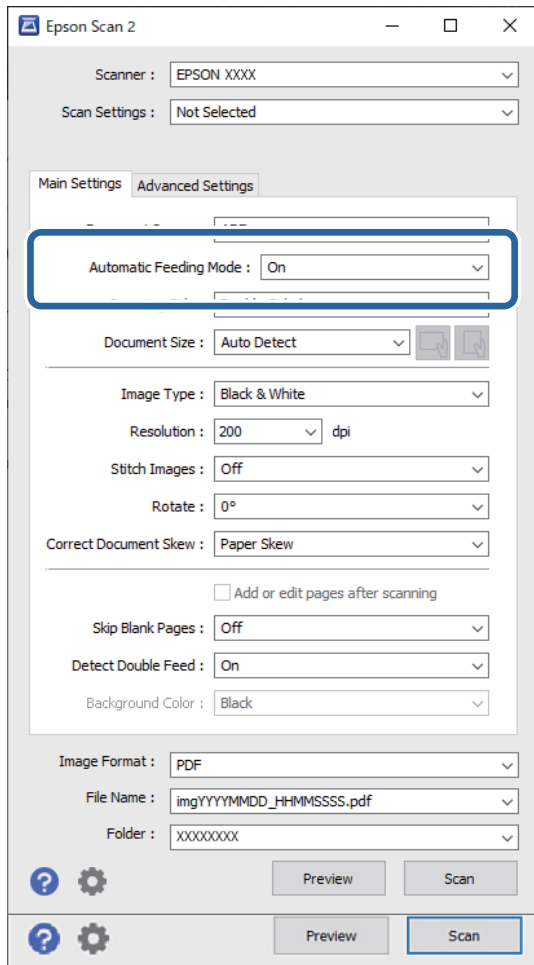 Epson Scan 2
Scanner : EPSON XXXX
Scan Settings : Not Selected
Main Settings Advanced Settings
Automatic Feeding Mode : On
Document Size : Auto Detect
Image Type : Black & White
Resolution : 200 dpi
Stitch Images : Off
Rotate : 0°
Correct Document Skew : Paper Skew
Add or edit pages after scanning
Skip Blank Pages : Off
Detect Double Feed : On
Background Color : Black
Image Format : PDF
File Name : imgYYYYMMDD_HHMMSSSS.pdf
Folder : XXXXXXXX
? Preview Scan
? Preview Scan